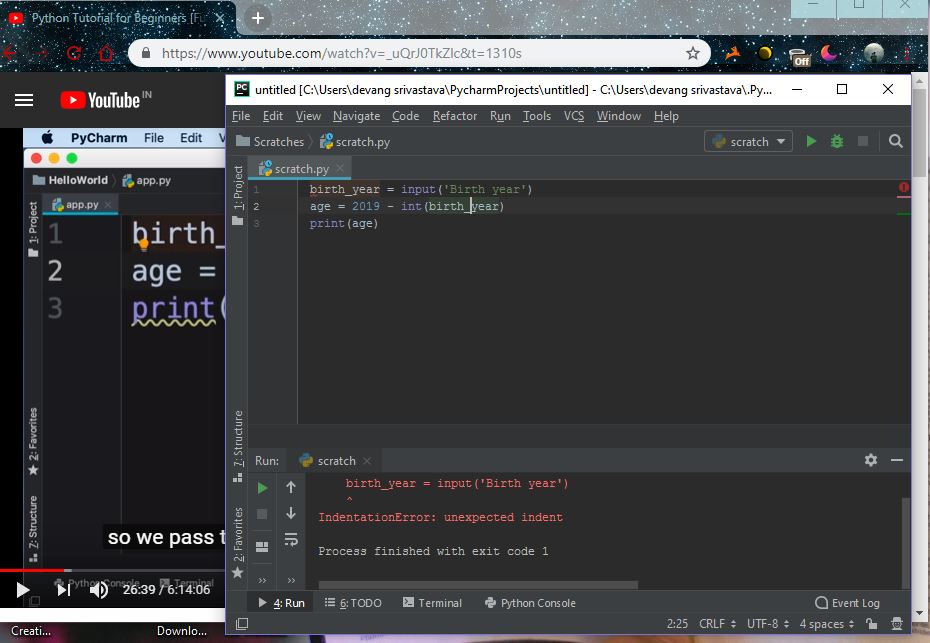 Python Tutorial for Beginners [Fu
https://www.youtube.com/watch?v=_uQrJ0TkZlc&t=1310s
Off
YouTube IN
PyCharm File Edit
HelloWorld app.py
app.py
1: Project
1 birth_
2 age =
3 print(
2: Favorites
7: Structure
so we pass t
Python Console Terminal
26:39 / 6:14:06
Creati... Downlo...
PC untitled [C:\Users\devang srivastava\PycharmProjects\untitled] - C:\Users\devang srivastava\.Py...
File Edit View Navigate Code Refactor Run Tools VCS Window Help
Scratches scratch.py scratch
scratch.py
1: Project
1 birth_year = input('Birth year')
2 age = 2019 - int(birth_year)
3 print(age)
7: Structure
Run: scratch
birth_year = input('Birth year')
^
IndentationError: unexpected indent
Process finished with exit code 1
2: Favorites
4: Run 6: TODO Terminal Python Console Event Log
2:25 CRLF UTF-8 4 spaces